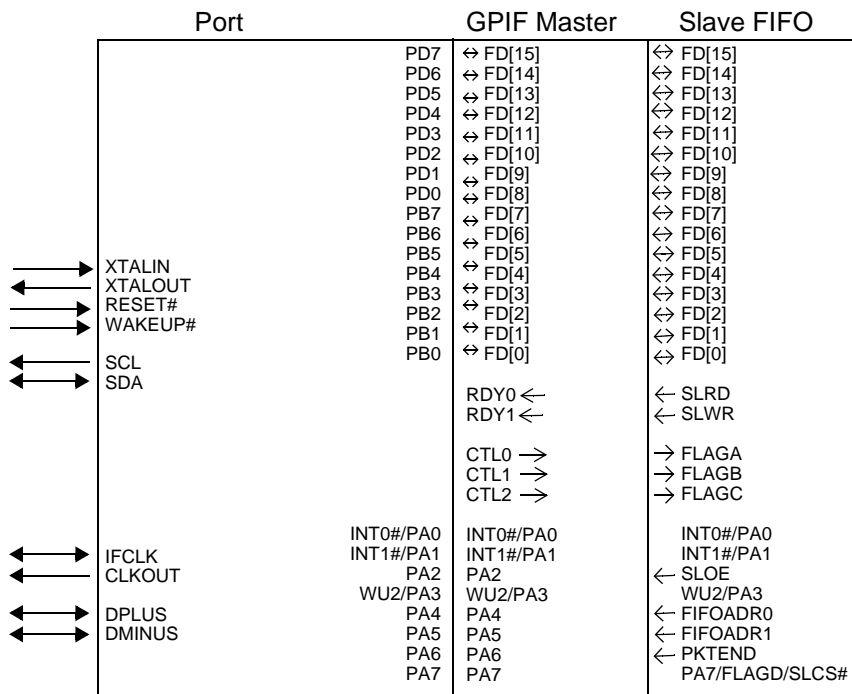 Port GPIF Master Slave FIFO
PD7 FD[15] FD[15]
PD6 FD[14] FD[14]
PD5 FD[13] FD[13]
PD4 FD[12] FD[12]
PD3 FD[11] FD[11]
PD2 FD[10] FD[10]
PD1 FD[9] FD[9]
PD0 FD[8] FD[8]
PB7 FD[7] FD[7]
PB6 FD[6] FD[6]
PB5 FD[5] FD[5]
XTALIN PB4 FD[4] FD[4]
XTALOUT PB3 FD[3] FD[3]
RESET# PB2 FD[2] FD[2]
WAKEUP# PB1 FD[1] FD[1]
SCL PB0 FD[0] FD[0]
SDA
RDY0 SLRD
RDY1 SLWR
CTL0 FLAGA
CTL1 FLAGB
CTL2 FLAGC
INT0#/PA0 INT0#/PA0 INT0#/PA0
IFCLK INT1#/PA1 INT1#/PA1 INT1#/PA1
CLKOUT PA2 PA2 SLOE
WU2/PA3 WU2/PA3 WU2/PA3
DPLUS PA4 PA4 FIFOADR0
DMINUS PA5 PA5 FIFOADR1
PA6 PA6 PKTEND
PA7 PA7 PA7/FLAGD/SLCS#